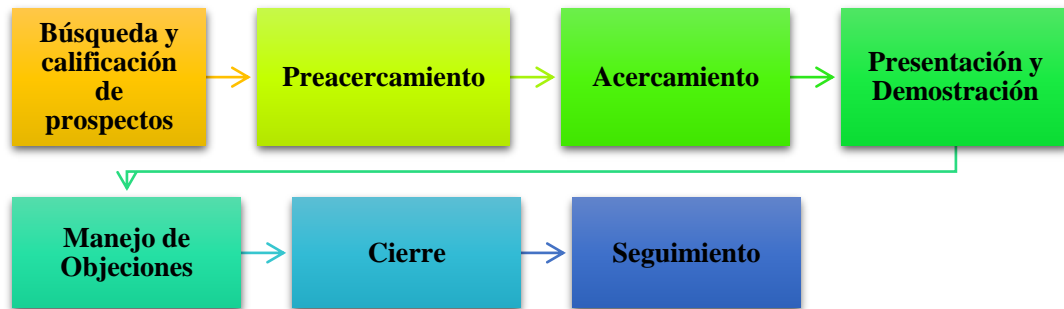 Búsqueda y
calificación
de
prospectos
Preacercamiento
Acercamiento
Presentación y
Demostración
Manejo de
Objeciones
Cierre
Seguimiento